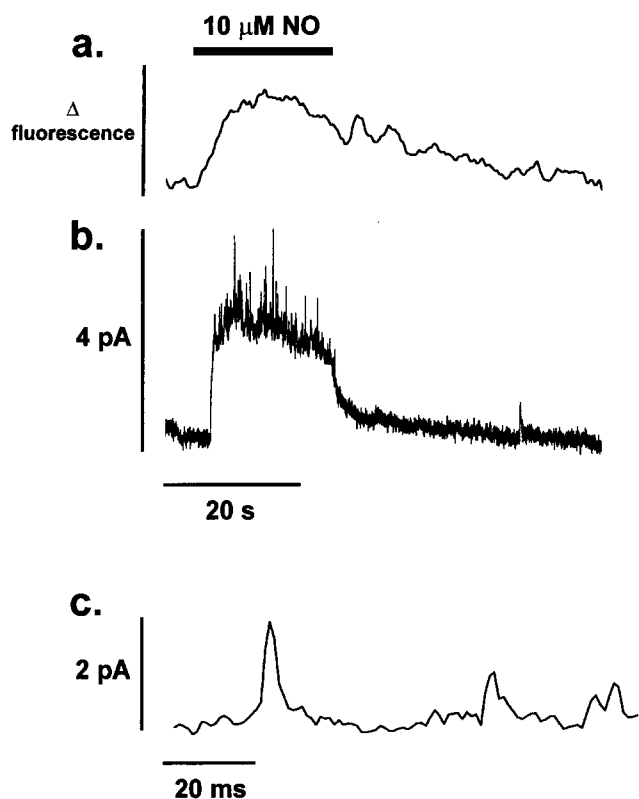 10 μM NO
a.
Δ
fluorescence
b.
4 pA
20 s
c.
2 pA
20 ms